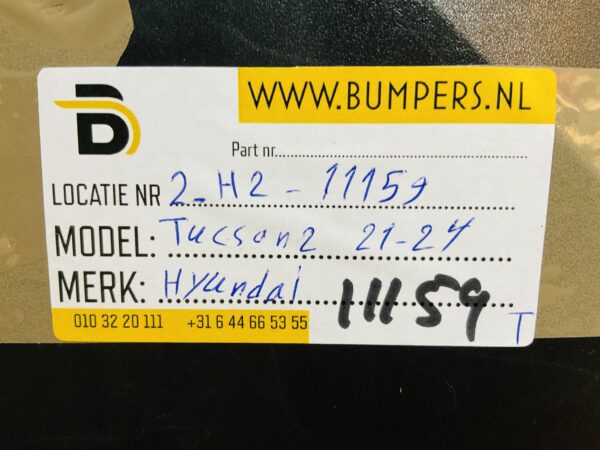 WWW.BUMPERS.NL
Part nr.
LOCATIE NR 2-H2-11159
MODEL: Tucson2 21-24
MERK: Hyundai 11159
010 32 20 111 +31 6 44 66 53 55 T